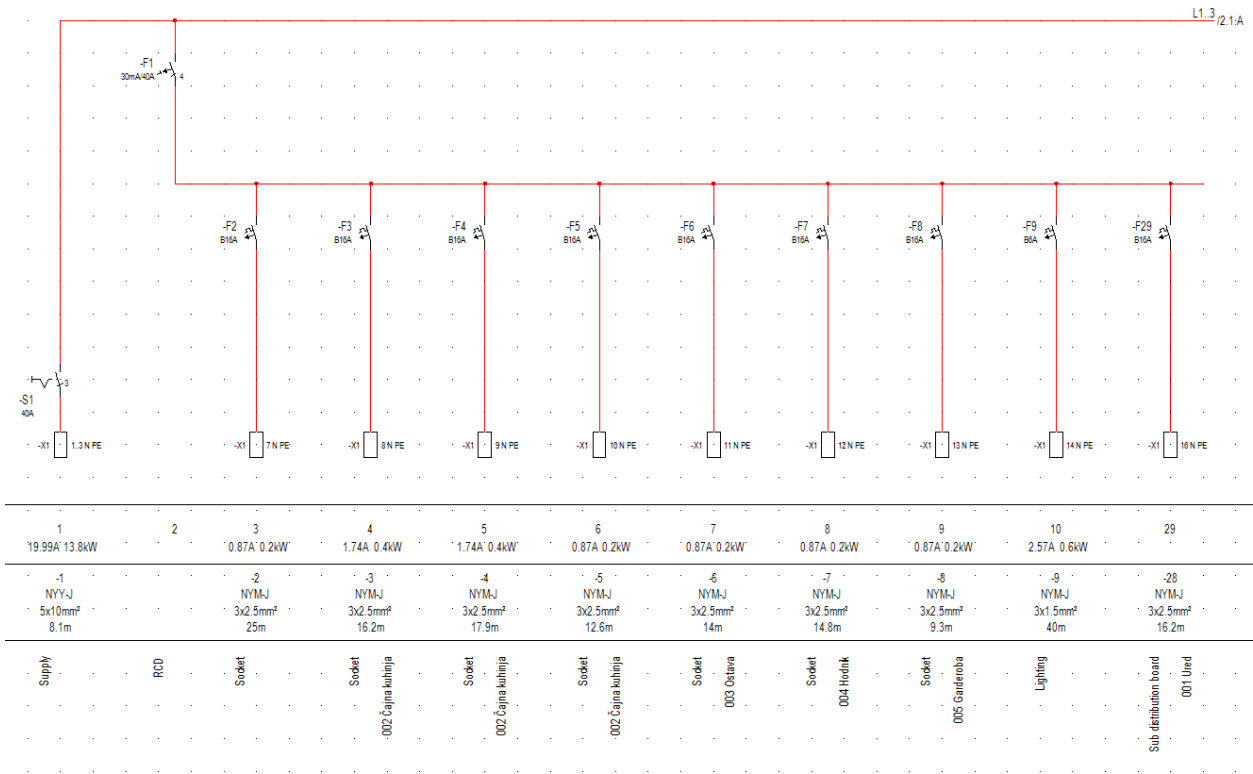 L1..3
/2.1:A
-F1
30mA/40A
4
-F2
B16A
-F3
B16A
-F4
B16A
-F5
B16A
-F6
B16A
-F7
B16A
-F8
B16A
-F9
B6A
-F29
B16A
3
-S1
40A
-X1 1..3 N PE
-X1 7 N PE
-X1 8 N PE
-X1 9 N PE
-X1 10 N PE
-X1 11 N PE
-X1 12 N PE
-X1 13 N PE
-X1 14 N PE
-X1 16 N PE
1 2 3 4 5 6 7 8 9 10 29
19.99A 13.8kW 0.87A 0.2kW 1.74A 0.4kW 1.74A 0.4kW 0.87A 0.2kW 0.87A 0.2kW 0.87A 0.2kW 0.87A 0.2kW 2.57A 0.6kW
-1 -2 -3 -4 -5 -6 -7 -8 -9 -28
NYY-J NYM-J NYM-J NYM-J NYM-J NYM-J NYM-J NYM-J NYM-J NYM-J
5x10mm² 3x2.5mm² 3x2.5mm² 3x2.5mm² 3x2.5mm² 3x2.5mm² 3x2.5mm² 3x2.5mm² 3x1.5mm² 3x2.5mm²
8.1m 25m 16.2m 17.9m 12.6m 14m 14.8m 9.3m 40m 16.2m
Supply
RCD
Socket
Socket
002 Čajna kuhinja
Socket
002 Čajna kuhinja
Socket
002 Čajna kuhinja
Socket
003 Ostava
Socket
004 Hodnik
Socket
005 Garderoba
Lighting
Sub distribution board
001 Ured